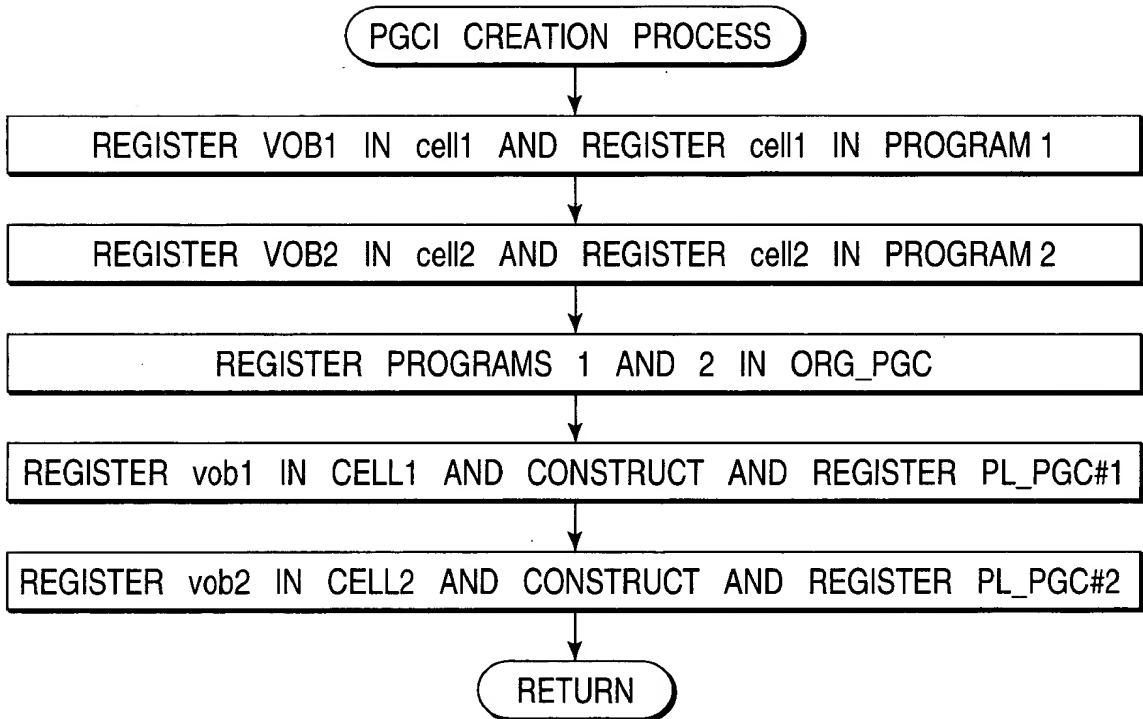 PGCI CREATION PROCESS
REGISTER VOB1 IN cell1 AND REGISTER cell1 IN PROGRAM 1
REGISTER VOB2 IN cell2 AND REGISTER cell2 IN PROGRAM 2
REGISTER PROGRAMS 1 AND 2 IN ORG_PGC
REGISTER vob1 IN CELL1 AND CONSTRUCT AND REGISTER PL_PGC#1
REGISTER vob2 IN CELL2 AND CONSTRUCT AND REGISTER PL_PGC#2
RETURN